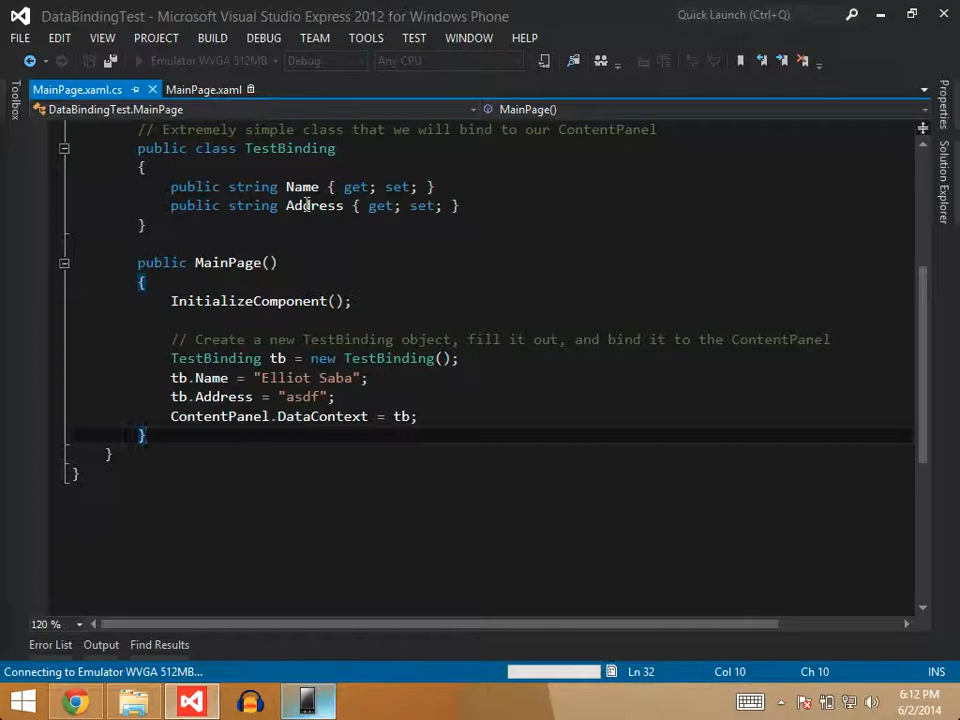 DataBindingTest - Microsoft Visual Studio Express 2012 for Windows Phone
Quick Launch (Ctrl+Q)
FILE EDIT VIEW PROJECT BUILD DEBUG TEAM TOOLS TEST WINDOW HELP
Emulator WVGA 512MB Debug Any CPU
MainPage.xaml.cs MainPage.xaml
DataBindingTest.MainPage MainPage()
Toolbox
Properties
Solution Explorer
// Extremely simple class that we will bind to our ContentPanel
public class TestBinding
{
public string Name { get; set; }
public string Address { get; set; }
}
public MainPage()
{
InitializeComponent();
// Create a new TestBinding object, fill it out, and bind it to the ContentPanel
TestBinding tb = new TestBinding();
tb.Name = "Elliot Saba";
tb.Address = "asdf";
ContentPanel.DataContext = tb;
}
}
}
120 %
Error List Output Find Results
Connecting to Emulator WVGA 512MB... Ln 32 Col 10 Ch 10 INS
6:12 PM
6/2/2014